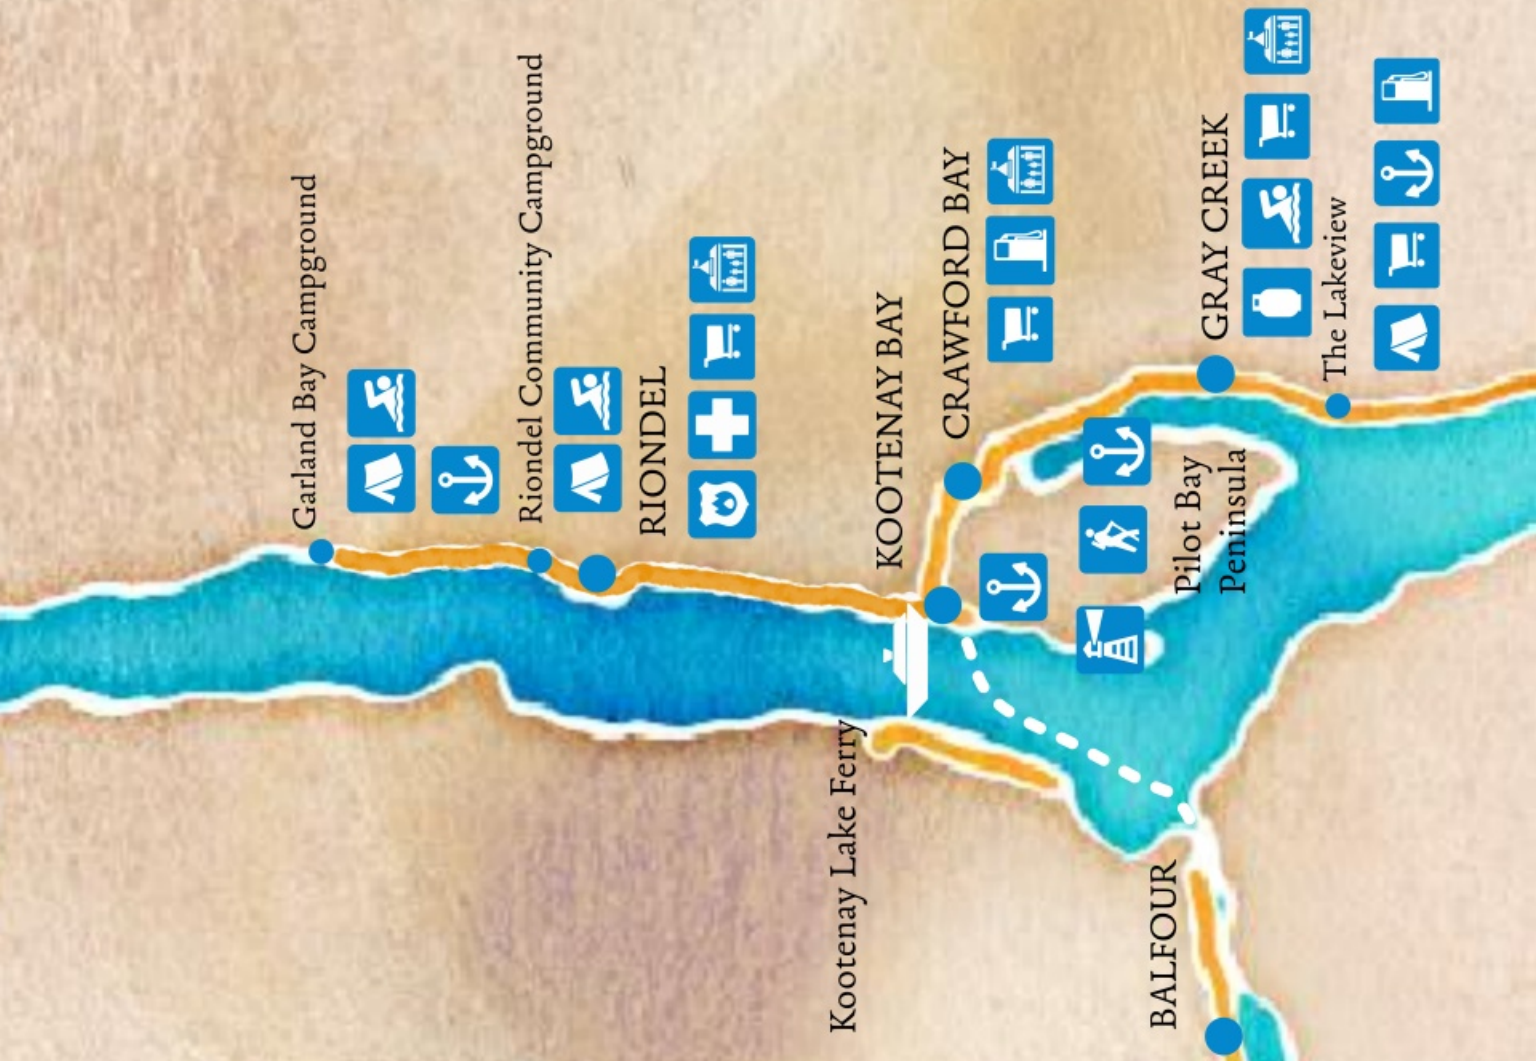 Garland Bay Campground
Riondel Community Campground
RIONDEL
KOOTENAY BAY
CRAWFORD BAY
GRAY CREEK
The Lakeview
Pilot Bay
Peninsula
Kootenay Lake Ferry
BALFOUR